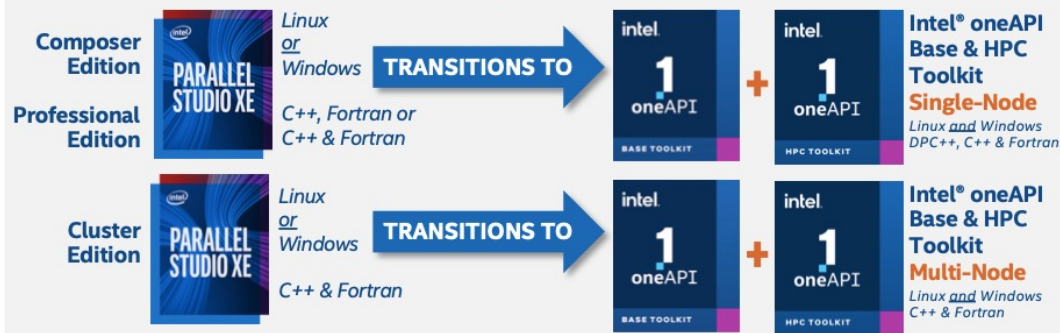 Composer
Edition
Professional
Edition
intel
PARALLEL
STUDIO XE
Linux
or
Windows
C++, Fortran or
C++ & Fortran
TRANSITIONS TO
intel.
1
oneAPI
BASE TOOLKIT
+
intel.
1
oneAPI
HPC TOOLKIT
Intel® oneAPI
Base & HPC
Toolkit
Single-Node
Linux and Windows
DPC++, C++ & Fortran
Cluster
Edition
intel
PARALLEL
STUDIO XE
Linux
or
Windows
C++ & Fortran
TRANSITIONS TO
intel.
1
oneAPI
BASE TOOLKIT
+
intel.
1
oneAPI
HPC TOOLKIT
Intel® oneAPI
Base & HPC
Toolkit
Multi-Node
Linux and Windows
C++ & Fortran